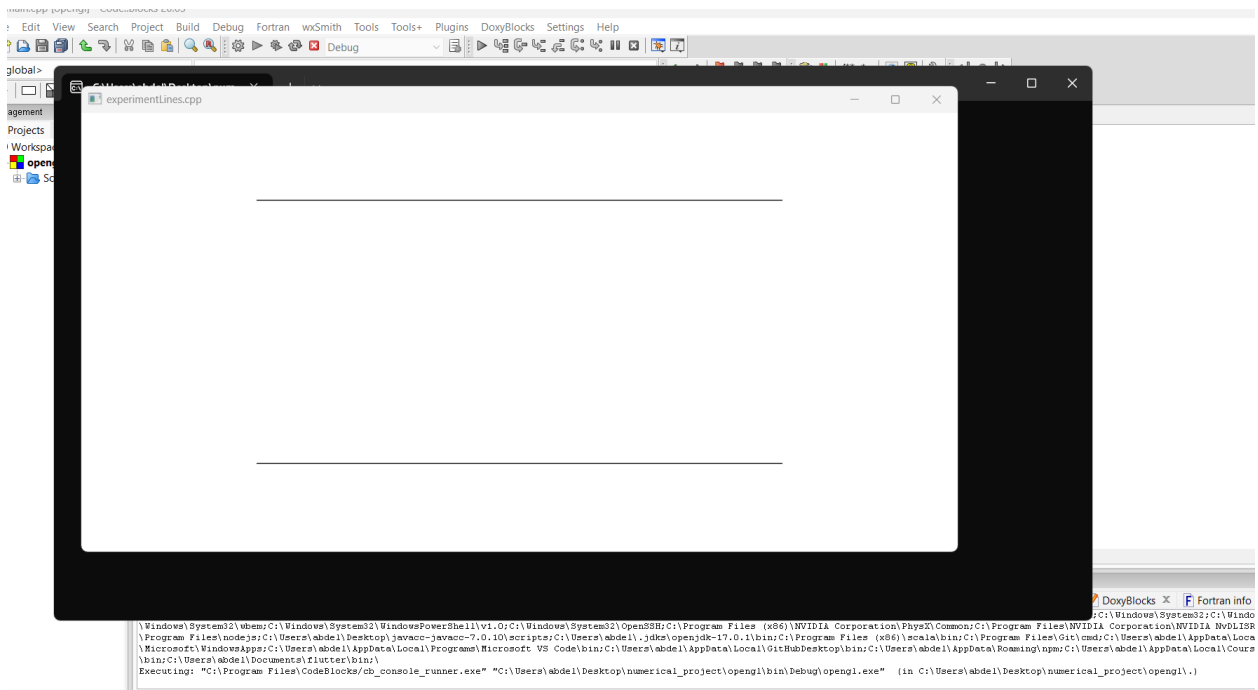 Edit View Search Project Build Debug Fortran wxSmith Tools Tools+ Plugins DoxyBlocks Settings Help
Debug
global>
experimentLines.cpp
agement
Projects
Workspa
openg
So
DoxyBlocks
Fortran info
;C:\Windows\System32;C:\Windo
\Windows\System32\wbem;C:\Windows\System32\WindowsPowerShell\v1.0;C:\Windows\System32\OpenSSH;C:\Program Files (x86)\NVIDIA Corporation\PhysX\Common;C:\Program Files\NVIDIA Corporation\NVIDIA NvDLISR
\Program Files\nodejs;C:\Users\abdel\Desktop\javacc-javacc-7.0.10\scripts;C:\Users\abdel\.jdks\openjdk-17.0.1\bin;C:\Program Files (x86)\scala\bin;C:\Program Files\Git\cmd;C:\Users\abdel\AppData\Loca
\Microsoft\WindowsApps;C:\Users\abdel\AppData\Local\Programs\Microsoft VS Code\bin;C:\Users\abdel\AppData\Local\GitHubDesktop\bin;C:\Users\abdel\AppData\Roaming\npm;C:\Users\abdel\AppData\Local\Cours
\bin;C:\Users\abdel\Documents\flutter\bin;\
Executing: "C:\Program Files\CodeBlocks/cb_console_runner.exe" "C:\Users\abdel\Desktop\numerical_project\opengl\bin\Debug\opengl.exe"  (in C:\Users\abdel\Desktop\numerical_project\opengl\.)